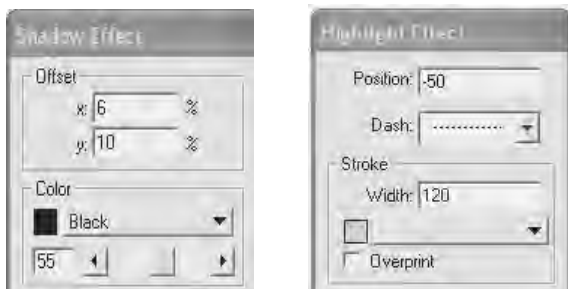 Shadow Effect
Offset
x: 6 %
y: 10 %
Color
Black
55
Highlight Effect
Position: -50
Dash:
Stroke
Width: 120
Overprint